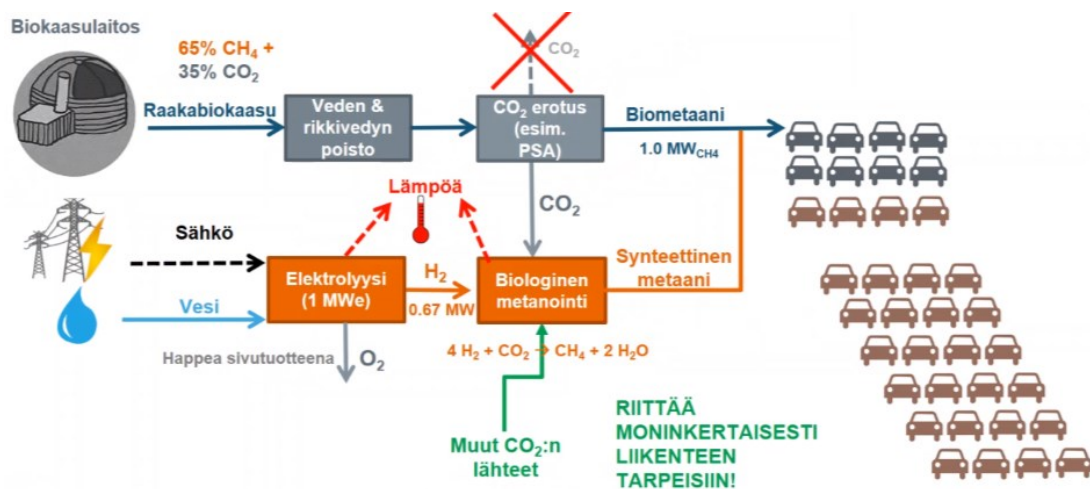 Biokaasulaitos
65% CH₄ +
35% CO₂
Raakabiokaasu
Veden &
rikkivedyn
poisto
CO₂
CO₂ erotus
(esim.
PSA)
Biometaani
1.0 MW_CH4
Lämpöä
CO₂
Sähkö
Vesi
Elektrolyysi
(1 MWe)
H₂
0.67 MW
Biologinen
metanointi
Synteettinen
metaani
Happea sivutuotteena
O₂
4 H₂ + CO₂ → CH₄ + 2 H₂O
Muut CO₂:n
lähteet
RIITTÄÄ
MONINKERTAISESTI
LIIKENTEEN
TARPEISIIN!